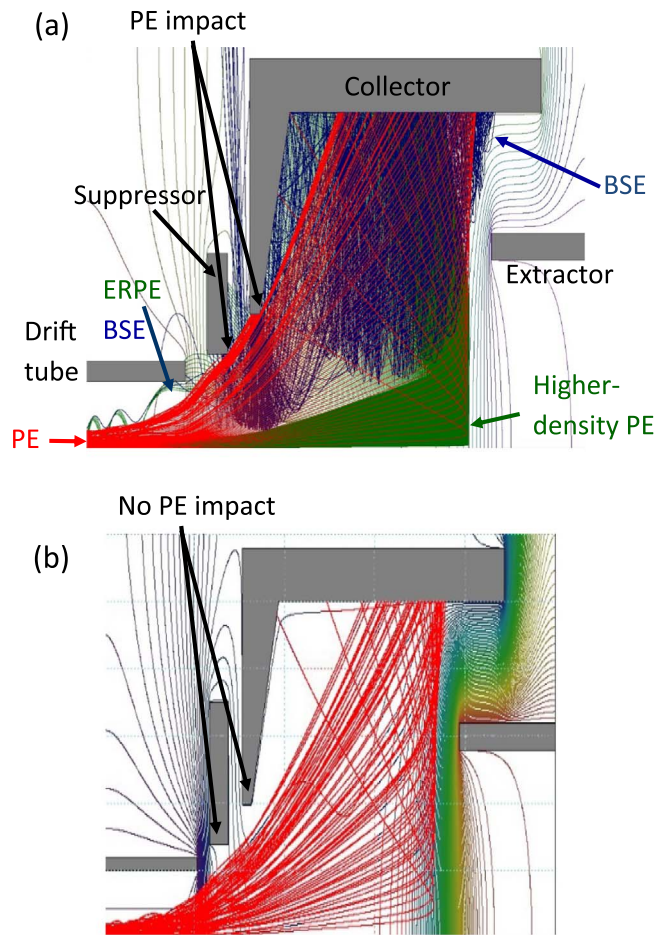 (a)
PE impact
Collector
Suppressor
BSE
ERPE
BSE
Extractor
Drift
tube
Higher-
density PE
PE
No PE impact
(b)